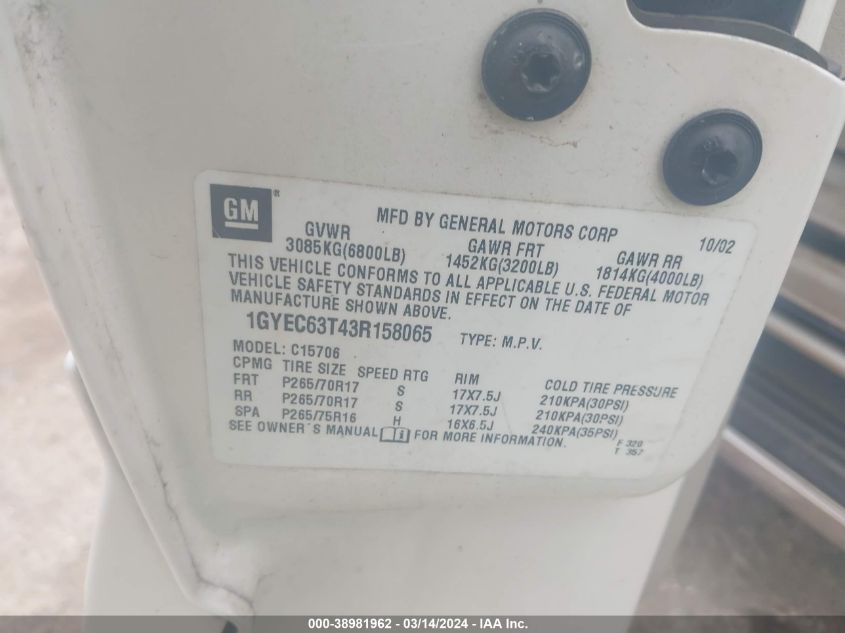 GM ®
MFD BY GENERAL MOTORS CORP 10/02
GVWR GAWR FRT GAWR RR
3085KG(6800LB) 1452KG(3200LB) 1814KG(4000LB)
THIS VEHICLE CONFORMS TO ALL APPLICABLE U.S. FEDERAL MOTOR
VEHICLE SAFETY STANDARDS IN EFFECT ON THE DATE OF
MANUFACTURE SHOWN ABOVE.
1GYEC63T43R158065 TYPE: M.P.V.
MODEL: C15706
CPMG TIRE SIZE SPEED RTG RIM COLD TIRE PRESSURE
FRT P265/70R17 S 17X7.5J 210KPA(30PSI)
RR P265/70R17 S 17X7.5J 210KPA(30PSI)
SPA P265/75R16 H 16X6.5J 240KPA(35PSI)
SEE OWNER'S MANUAL i FOR MORE INFORMATION.
F 320
T 357
000-38981962 / 03/14/2024 - IAA Inc.